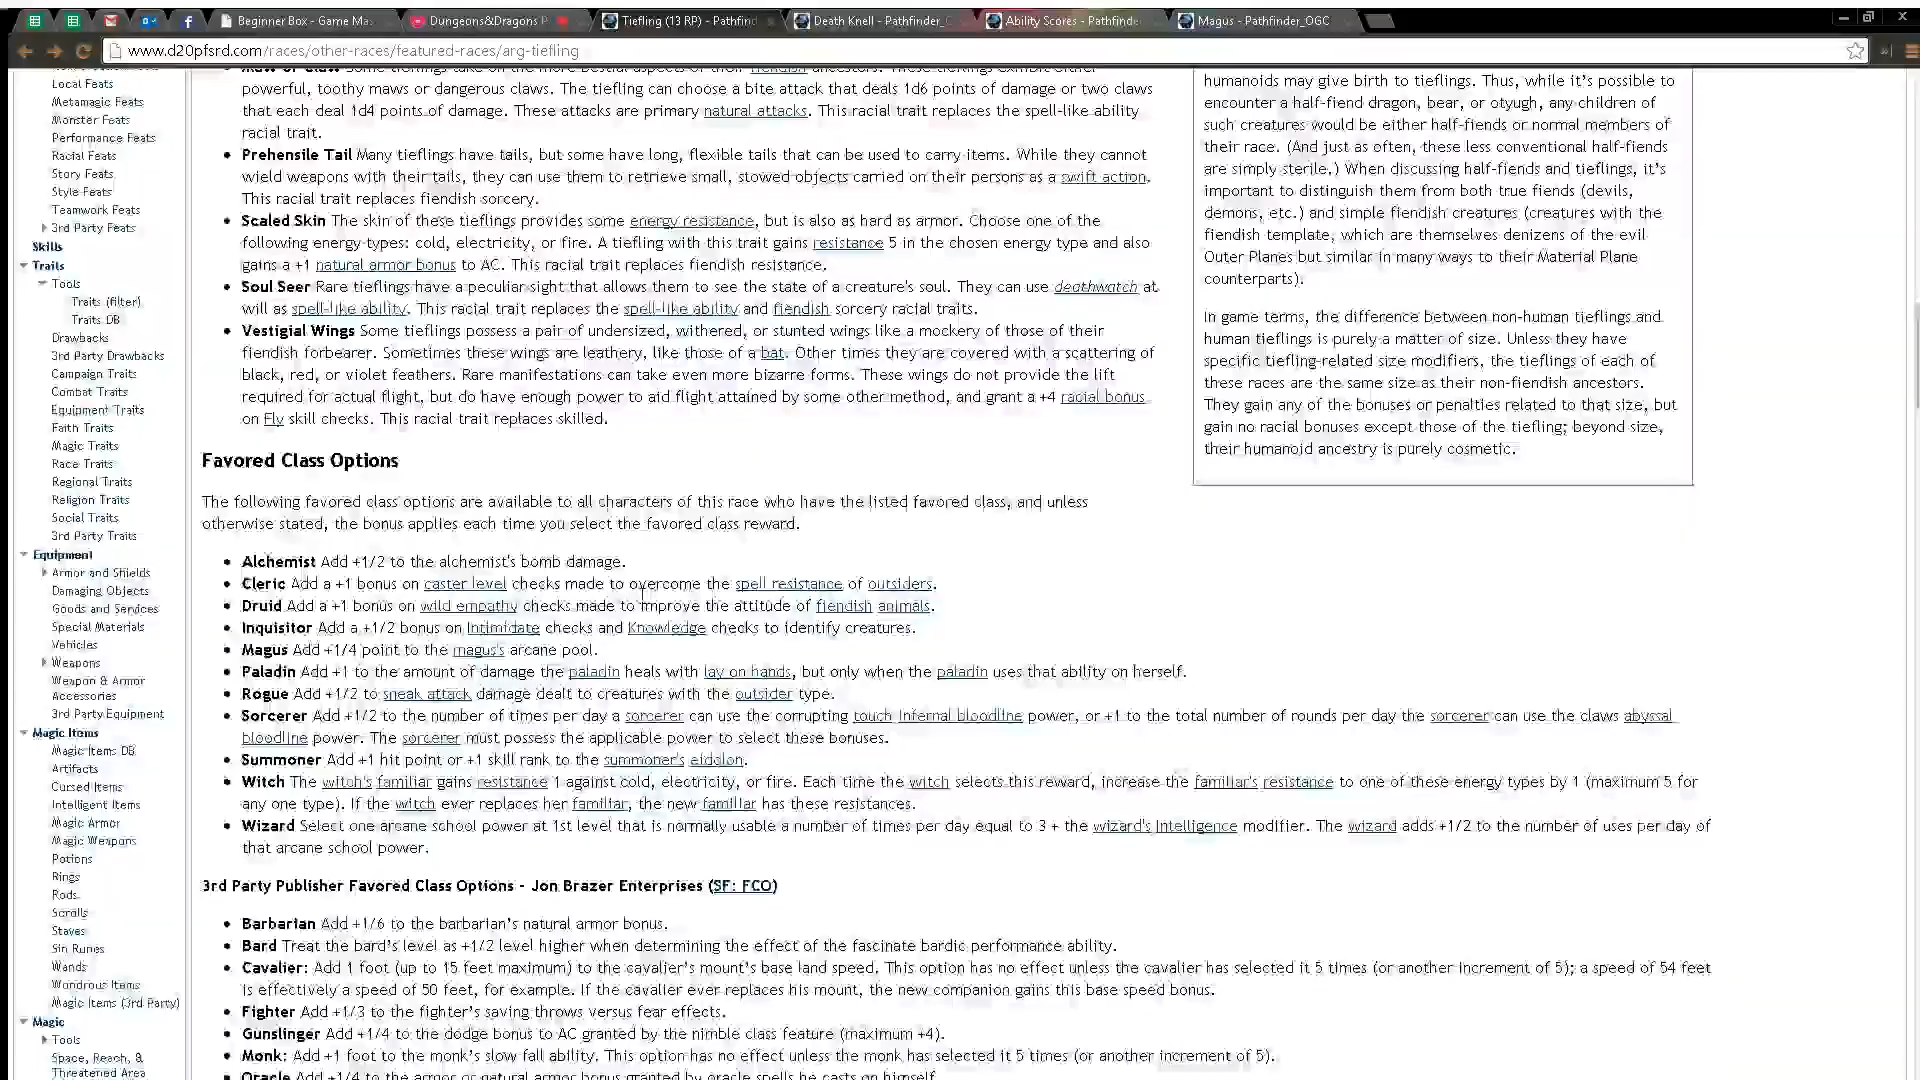 Beginner Box - Game Ma
Dungeons&Dragons P
Tiefling (13 RP) - Pathfind
Death Knell - Pathfinder_
Ability Scores - Pathfinde
Magus - Pathfinder_OGC
www.d20pfsrd.com/races/other-races/featured-races/arg-tiefling
Local Feats
Metamagic Feats
Monster Feats
Performance Feats
Racial Feats
Story Feats
Style Feats
Teamwork Feats
3rd Party Feats
Skills
Traits
Tools
Traits (filter)
Traits DB
Drawbacks
3rd Party Drawbacks
Campaign Traits
Combat Traits
Equipment Traits
Faith Traits
Magic Traits
Race Traits
Regional Traits
Religion Traits
Social Traits
3rd Party Traits
Equipment
Armor and Shields
Damaging Objects
Goods and Services
Special Materials
Vehicles
Weapons
Weapon & Armor
Accessories
3rd Party Equipment
Magic Items
Magic Items DB
Artifacts
Cursed Items
Intelligent Items
Magic Armor
Magic Weapons
Potions
Rings
Rods
Scrolls
Staves
Sin Runes
Wands
Wondrous Items
Magic Items (3rd Party)
Magic
Tools
Space, Reach, &
Threatened Area
Maw or Claw Some tieflings take on the more bestial aspects of their fiendish ancestors. These tieflings exhibit either
powerful, toothy maws or dangerous claws. The tiefling can choose a bite attack that deals 1d6 points of damage or two claws
that each deal 1d4 points of damage. These attacks are primary natural attacks. This racial trait replaces the spell-like ability
racial trait.
Prehensile Tail Many tieflings have tails, but some have long, flexible tails that can be used to carry items. While they cannot
wield weapons with their tails, they can use them to retrieve small, stowed objects carried on their persons as a swift action.
This racial trait replaces fiendish sorcery.
Scaled Skin The skin of these tieflings provides some energy resistance, but is also as hard as armor. Choose one of the
following energy types: cold, electricity, or fire. A tiefling with this trait gains resistance 5 in the chosen energy type and also
gains a +1 natural armor bonus to AC. This racial trait replaces fiendish resistance.
Soul Seer Rare tieflings have a peculiar sight that allows them to see the state of a creature's soul. They can use deathwatch at
will as spell-like ability. This racial trait replaces the spell-like ability and fiendish sorcery racial traits.
Vestigial Wings Some tieflings possess a pair of undersized, withered, or stunted wings like a mockery of those of their
fiendish forbearer. Sometimes these wings are leathery, like those of a bat. Other times they are covered with a scattering of
black, red, or violet feathers. Rare manifestations can take even more bizarre forms. These wings do not provide the lift
required for actual flight, but do have enough power to aid flight attained by some other method, and grant a +4 racial bonus
on Fly skill checks. This racial trait replaces skilled.
Favored Class Options
The following favored class options are available to all characters of this race who have the listed favored class, and unless
otherwise stated, the bonus applies each time you select the favored class reward.
Alchemist Add +1/2 to the alchemist's bomb damage.
Cleric Add a +1 bonus on caster level checks made to overcome the spell resistance of outsiders.
Druid Add a +1 bonus on wild empathy checks made to improve the attitude of fiendish animals.
Inquisitor Add a +1/2 bonus on Intimidate checks and Knowledge checks to identify creatures.
Magus Add +1/4 point to the magus's arcane pool.
Paladin Add +1 to the amount of damage the paladin heals with lay on hands, but only when the paladin uses that ability on herself.
Rogue Add +1/2 to sneak attack damage dealt to creatures with the outsider type.
Sorcerer Add +1/2 to the number of times per day a sorcerer can use the corrupting touch infernal bloodline power, or +1 to the total number of rounds per day the sorcerer can use the claws abyssal
bloodline power. The sorcerer must possess the applicable power to select these bonuses.
Summoner Add +1 hit point or +1 skill rank to the summoner's eidolon.
Witch The witch's familiar gains resistance 1 against cold, electricity, or fire. Each time the witch selects this reward, increase the familiar's resistance to one of these energy types by 1 (maximum 5 for
any one type). If the witch ever replaces her familiar, the new familiar has these resistances.
Wizard Select one arcane school power at 1st level that is normally usable a number of times per day equal to 3 + the wizard's Intelligence modifier. The wizard adds +1/2 to the number of uses per day of
that arcane school power.
3rd Party Publisher Favored Class Options - Jon Brazer Enterprises (SF: FCO)
Barbarian Add +1/6 to the barbarian's natural armor bonus.
Bard Treat the bard's level as +1/2 level higher when determining the effect of the fascinate bardic performance ability.
Cavalier: Add 1 foot (up to 15 feet maximum) to the cavalier's mount's base land speed. This option has no effect unless the cavalier has selected it 5 times (or another increment of 5); a speed of 54 feet
is effectively a speed of 50 feet, for example. If the cavalier ever replaces his mount, the new companion gains this base speed bonus.
Fighter Add +1/3 to the fighter's saving throws versus fear effects.
Gunslinger Add +1/4 to the dodge bonus to AC granted by the nimble class feature (maximum +4).
Monk: Add +1 foot to the monk's slow fall ability. This option has no effect unless the monk has selected it 5 times (or another increment of 5).
Oracle Add +1/4 to the armor or natural armor bonus granted by oracle spells he casts on himself.
humanoids may give birth to tieflings. Thus, while it's possible to
encounter a half-fiend dragon, bear, or otyugh, any children of
such creatures would be either half-fiends or normal members of
their race. (And just as often, these less conventional half-fiends
are simply sterile.) When discussing half-fiends and tieflings, it's
important to distinguish them from both true fiends (devils,
demons, etc.) and simple fiendish creatures (creatures with the
fiendish template, which are themselves denizens of the evil
Outer Planes but similar in many ways to their Material Plane
counterparts).
In game terms, the difference between non-human tieflings and
human tieflings is purely a matter of size. Unless they have
specific tiefling-related size modifiers, the tieflings of each of
these races are the same size as their non-fiendish ancestors.
They gain any of the bonuses or penalties related to that size, but
gain no racial bonuses except those of the tiefling; beyond size,
their humanoid ancestry is purely cosmetic.